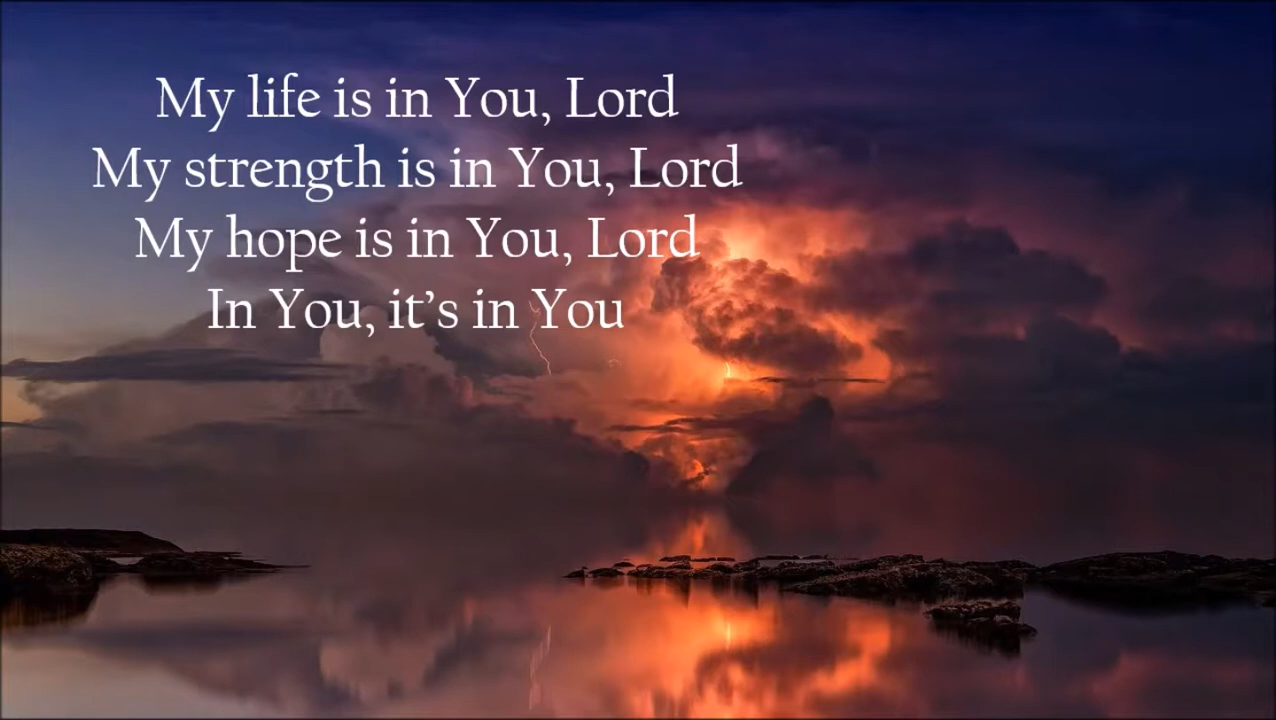 My life is in You, Lord
My strength is in You, Lord
My hope is in You, Lord
In You, it’s in You